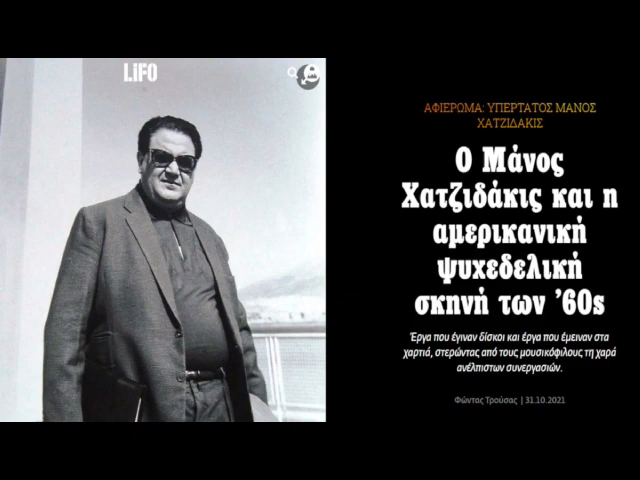 LiFO
ΑΦΙΕΡΩΜΑ: ΥΠΕΡΤΑΤΟΣ ΜΑΝΟΣ
ΧΑΤΖΙΔΑΚΙΣ
Ο Μάνος
Χατζιδάκις και η
αμερικανική
ψυχεδελική
σκηνή των ’60s
Έργα που έγιναν δίσκοι και έργα που έμειναν στα
χαρτιά, στερώντας από τους μουσικόφιλους τη χαρά
ανέλπιστων συνεργασιών.
Φώντας Τρούσας | 31.10.2021